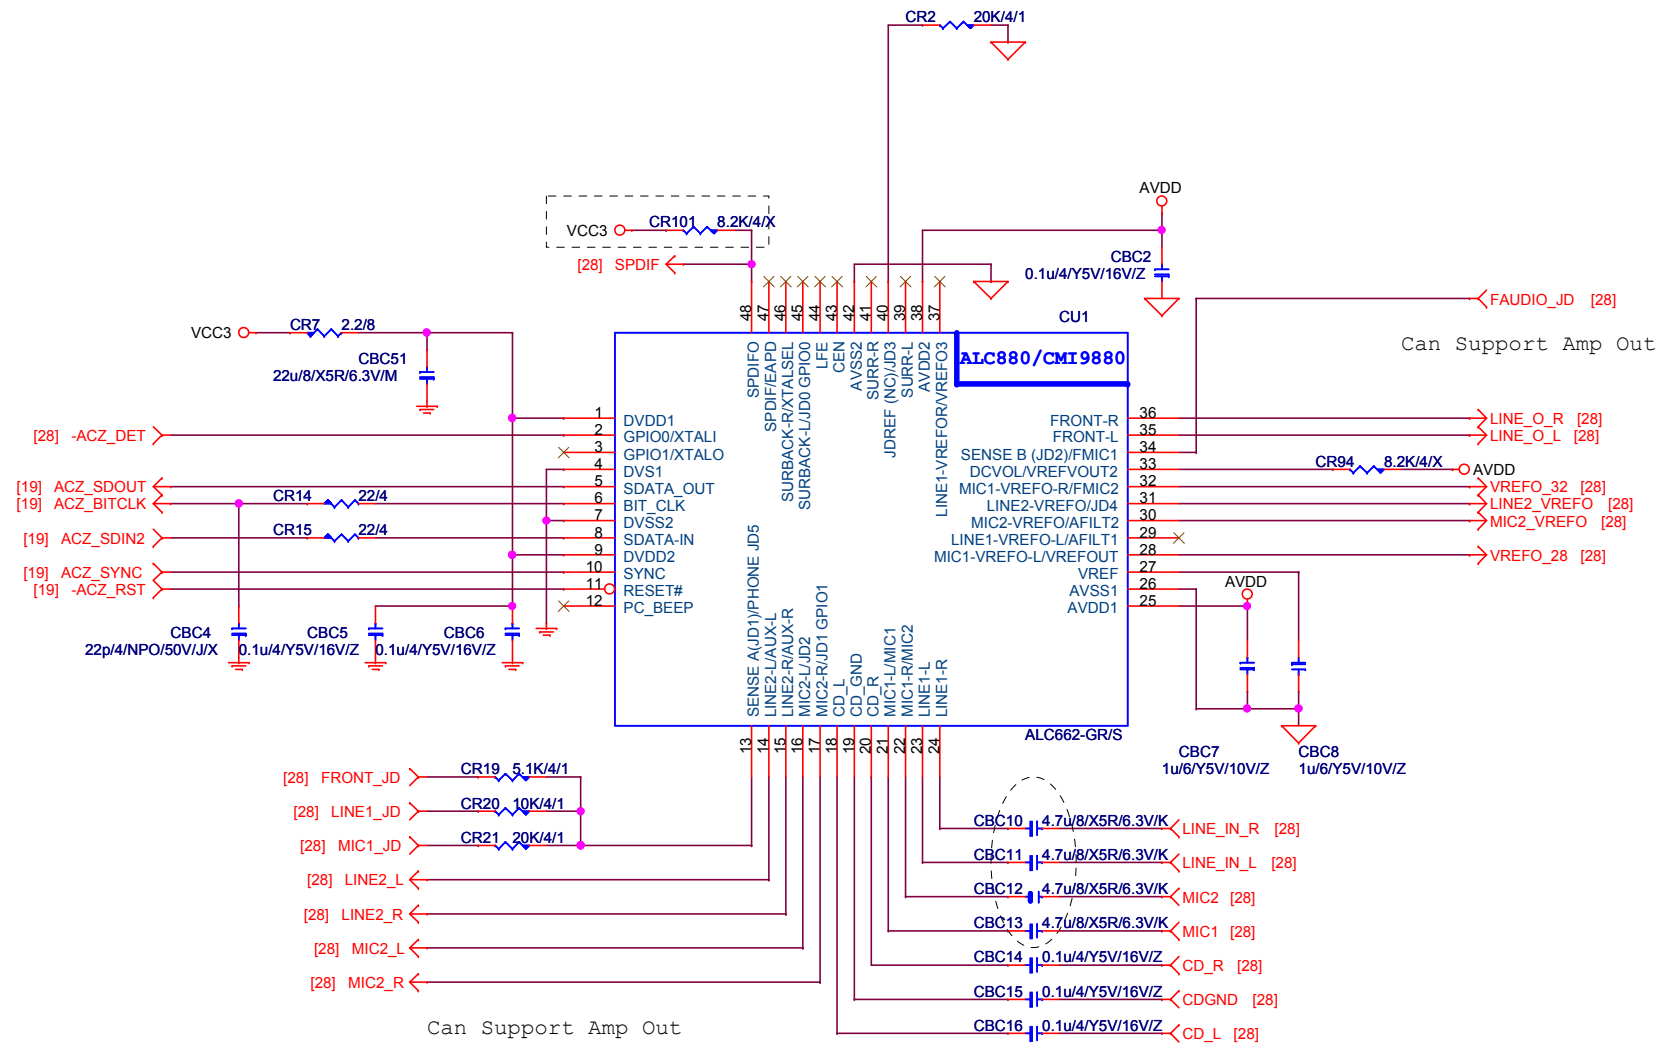 CR2 20K/4/1
AVDD
VCC3 CR101 8.2K/4/X
[28] SPDIF
CBC2
0.1u/4/Y5V/16V/Z
FAUDIO_JD [28]
Can Support Amp Out
CU1
ALC880/CMI9880
VCC3 CR7 2.2/8
CBC51
22u/8/X5R/6.3V/M
48 47 46 45 44 43 42 41 40 39 38 37
SPDIFO
SPDIF/EAPD
SURBACK-R/XTALSEL
SURBACK-L/JD0 GPIO0
LFE
CEN
AVSS2
SURR-R
JDREF (NC)/JD3
SURR-L
AVDD2
LINE1-VREFOR/VREFO3
1 DVDD1
2 GPIO0/XTALI
3 GPIO1/XTALO
4 DVS1
5 SDATA_OUT
6 BIT_CLK
7 DVSS2
8 SDATA-IN
9 DVDD2
10 SYNC
11 RESET#
12 PC_BEEP
[28] -ACZ_DET
[19] ACZ_SDOUT
[19] ACZ_BITCLK
CR14 22/4
[19] ACZ_SDIN2
CR15 22/4
[19] ACZ_SYNC
[19] -ACZ_RST
CBC4
22p/4/NPO/50V/J/X
CBC5
0.1u/4/Y5V/16V/Z
CBC6
0.1u/4/Y5V/16V/Z
FRONT-R 36
FRONT-L 35
SENSE B (JD2)/FMIC1 34
DCVOL/VREFVOUT2 33
MIC1-VREFO-R/FMIC2 32
LINE2-VREFO/JD4 31
MIC2-VREFO/AFILT2 30
LINE1-VREFO-L/AFILT1 29
MIC1-VREFO-L/VREFOUT 28
VREF 27
AVSS1 26
AVDD1 25
LINE_O_R [28]
LINE_O_L [28]
CR94 8.2K/4/X AVDD
VREFO_32 [28]
LINE2_VREFO [28]
MIC2_VREFO [28]
VREFO_28 [28]
AVDD
SENSE A(JD1)/PHONE JD5
LINE2-L/AUX-L
LINE2-R/AUX-R
MIC2-L/JD2
MIC2-R/JD1 GPIO1
CD_L
CD_GND
CD_R
MIC1-L/MIC1
MIC1-R/MIC2
LINE1-L
LINE1-R
13 14 15 16 17 18 19 20 21 22 23 24
ALC662-GR/S
CBC7
1u/6/Y5V/10V/Z
CBC8
1u/6/Y5V/10V/Z
[28] FRONT_JD CR19 5.1K/4/1
[28] LINE1_JD CR20 10K/4/1
[28] MIC1_JD CR21 20K/4/1
[28] LINE2_L
[28] LINE2_R
[28] MIC2_L
[28] MIC2_R
CBC10 4.7u/8/X5R/6.3V/K LINE_IN_R [28]
CBC11 4.7u/8/X5R/6.3V/K LINE_IN_L [28]
CBC12 4.7u/8/X5R/6.3V/K MIC2 [28]
CBC13 4.7u/8/X5R/6.3V/K MIC1 [28]
CBC14 0.1u/4/Y5V/16V/Z CD_R [28]
CBC15 0.1u/4/Y5V/16V/Z CDGND [28]
CBC16 0.1u/4/Y5V/16V/Z CD_L [28]
Can Support Amp Out